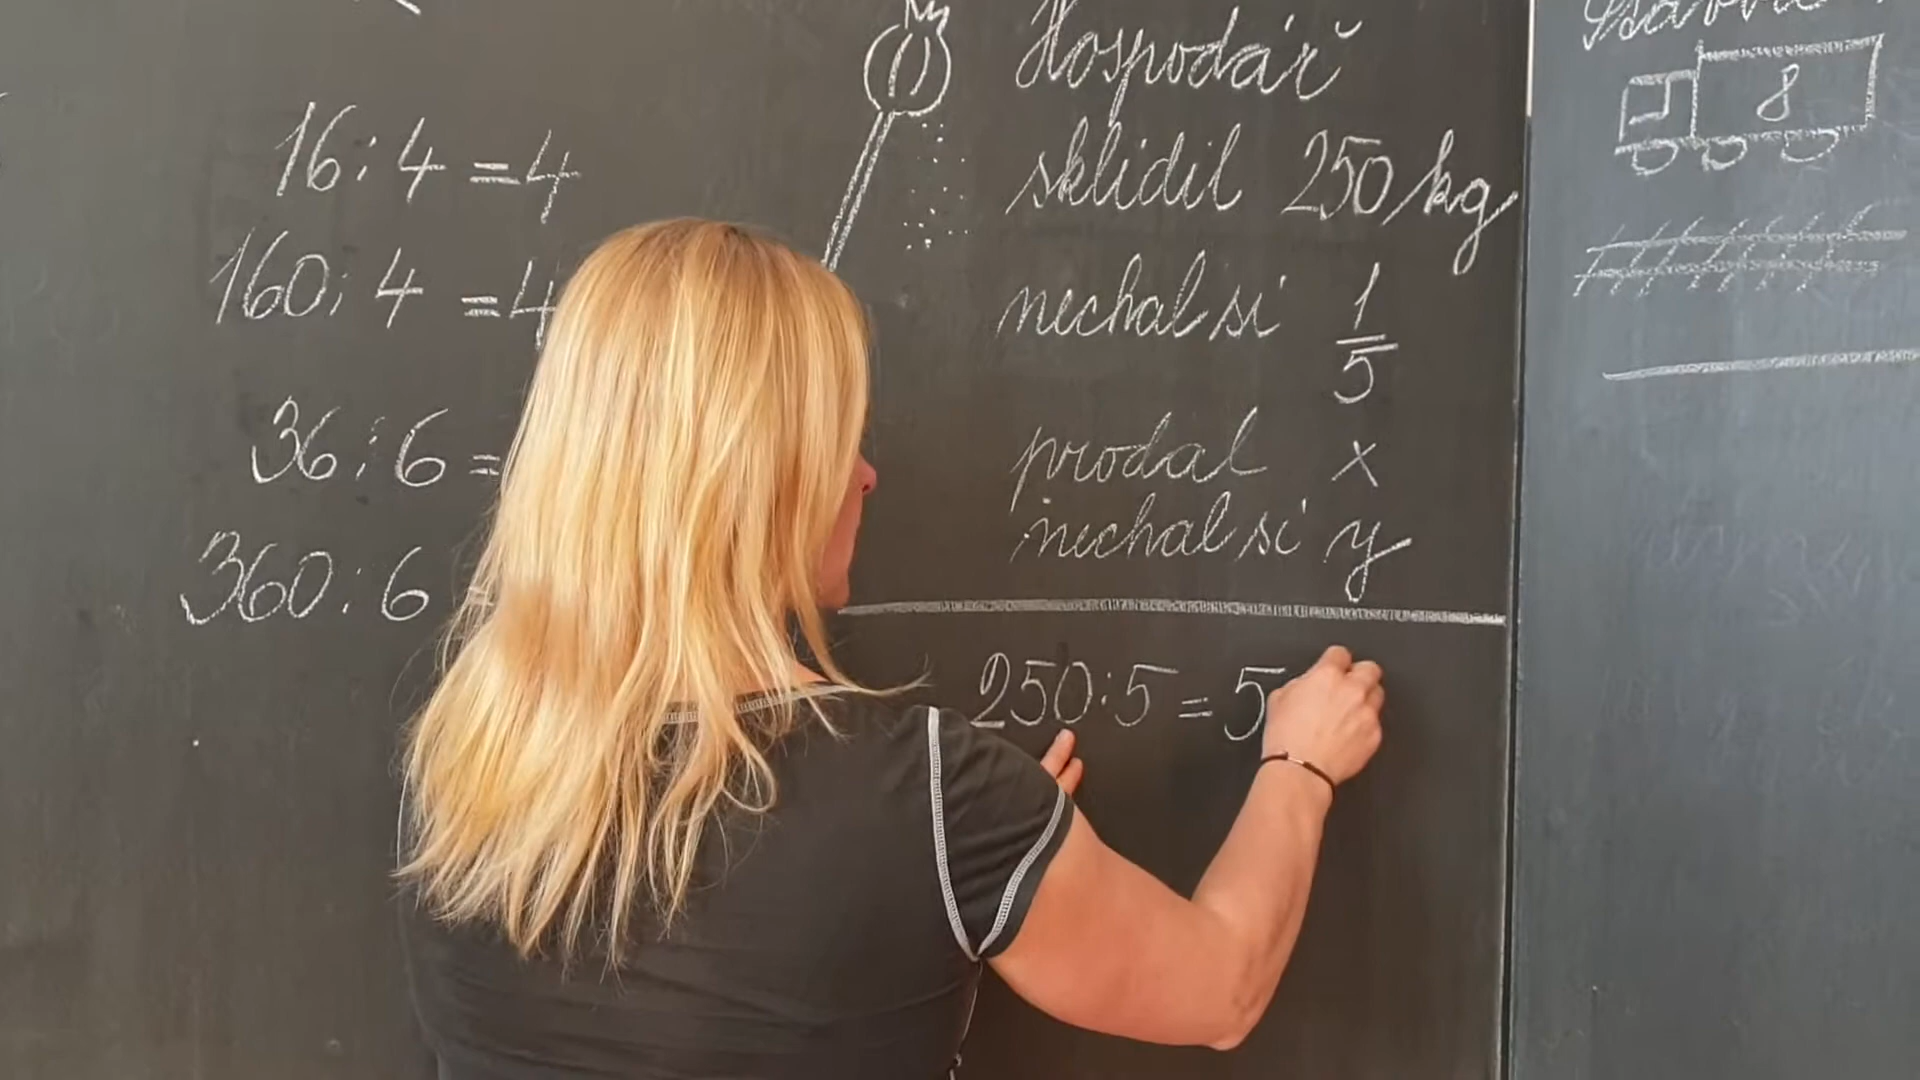 16:4=4
160:4=4
36:6=
360:6
Hospodář
sklidil 250 kg
nechal si 1/5
prodal x
nechal si y
250:5=5
8